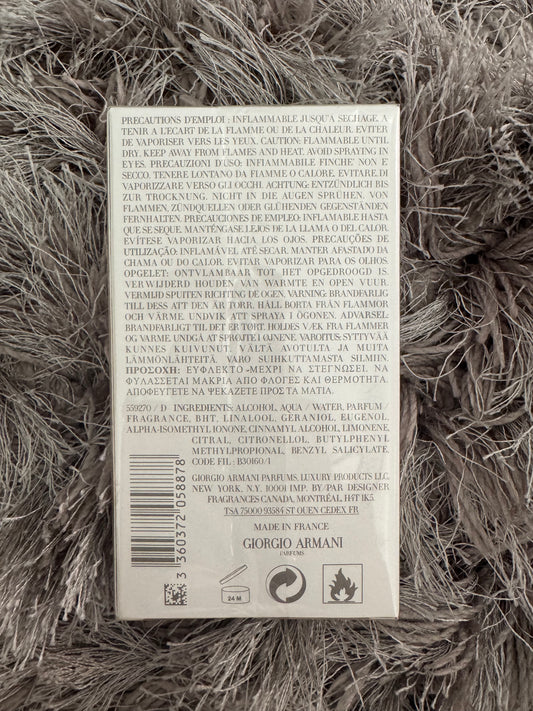 PRECAUTIONS D'EMPLOI : INFLAMMABLE JUSQU'A SECHAGE. A
TENIR A L'ECART DE LA FLAMME OU DE LA CHALEUR. EVITER
DE VAPORISER VERS LES YEUX. CAUTION: FLAMMABLE UNTIL
DRY. KEEP AWAY FROM FLAMES AND HEAT. AVOID SPRAYING IN
EYES. PRECAUZIONI D'USO: INFIAMMABILE FINCHE' NON E'
SECCO. TENERE LONTANO DA FIAMME O CALORE. EVITARE DI
VAPORIZZARE VERSO GLI OCCHI. ACHTUNG: ENTZÜNDLICH BIS
ZUR TROCKNUNG. NICHT IN DIE AUGEN SPRÜHEN. VON
FLAMMEN, ZÜNDQUELLEN ODER GLÜHENDEN GEGENSTÄNDEN
FERNHALTEN. PRECAUCIONES DE EMPLEO: INFLAMABLE HASTA
QUE SE SEQUE. MANTÉNGASE LEJOS DE LA LLAMA O DEL CALOR.
EVÍTESE VAPORIZAR HACIA LOS OJOS. PRECAUÇÕES DE
UTILIZAÇÃO: INFLAMÁVEL ATÉ SECAR. MANTER AFASTADO DA
CHAMA OU DO CALOR. EVITAR VAPORIZAR PARA OS OLHOS.
OPGELET: ONTVLAMBAAR TOT HET OPGEDROOGD IS.
VERWIJDERD HOUDEN VAN WARMTE EN OPEN VUUR.
VERMIJD SPUITEN RICHTING DE OGEN. VARNING: BRANDFARLIG
TILL DESS ATT DEN ÄR TORR. HÅLL BORTA FRÅN FLAMMOR
OCH VÄRME. UNDVIK ATT SPRAYA I ÖGONEN. ADVARSEL:
BRANDFARLIGT TIL DET ER TØRT. HOLDES VÆK FRA FLAMMER
OG VARME. UNDGÅ AT SPRØJTE I ØJNENE. VAROITUS: SYTTYVÄÄ
KUNNES KUIVUNUT. VÄLTÄ AVOTULTA JA MUITA
LÄMMÖNLÄHTEITÄ. VARO SUIHKUTTAMASTA SILMIIN.
ΠΡΟΣΟΧΗ: ΕΥΦΛΕΚΤΟ -ΜΕΧΡΙ ΝΑ ΣΤΕΓΝΩΣΕΙ. ΝΑ
ΦΥΛΑΣΣΕΤΑΙ ΜΑΚΡΙΑ ΑΠΟ ΦΛΟΓΕΣ ΚΑΙ ΘΕΡΜΟΤΗΤΑ.
ΑΠΟΦΕΥΓΕΤΕ ΝΑ ΨΕΚΑΖΕΤΕ ΠΡΟΣ ΤΑ ΜΑΤΙΑ.
559270 / D INGREDIENTS: ALCOHOL, AQUA / WATER, PARFUM /
FRAGRANCE, BHT, LINALOOL, GERANIOL, EUGENOL,
ALPHA-ISOMETHYL IONONE, CINNAMYL ALCOHOL, LIMONENE,
CITRAL, CITRONELLOL, BUTYLPHENYL
METHYLPROPIONAL, BENZYL SALICYLATE.
CODE F.I.L. : B30160/1
GIORGIO ARMANI PARFUMS, LUXURY PRODUCTS LLC.
NEW YORK, N.Y. 10001 IMP. BY/PAR DESIGNER
FRAGRANCES CANADA, MONTRÉAL, H4T 1K5
TSA 75000 93584 ST OUEN CEDEX FR
MADE IN FRANCE
GIORGIO ARMANI
PARFUMS
3 360372 058878
24 M